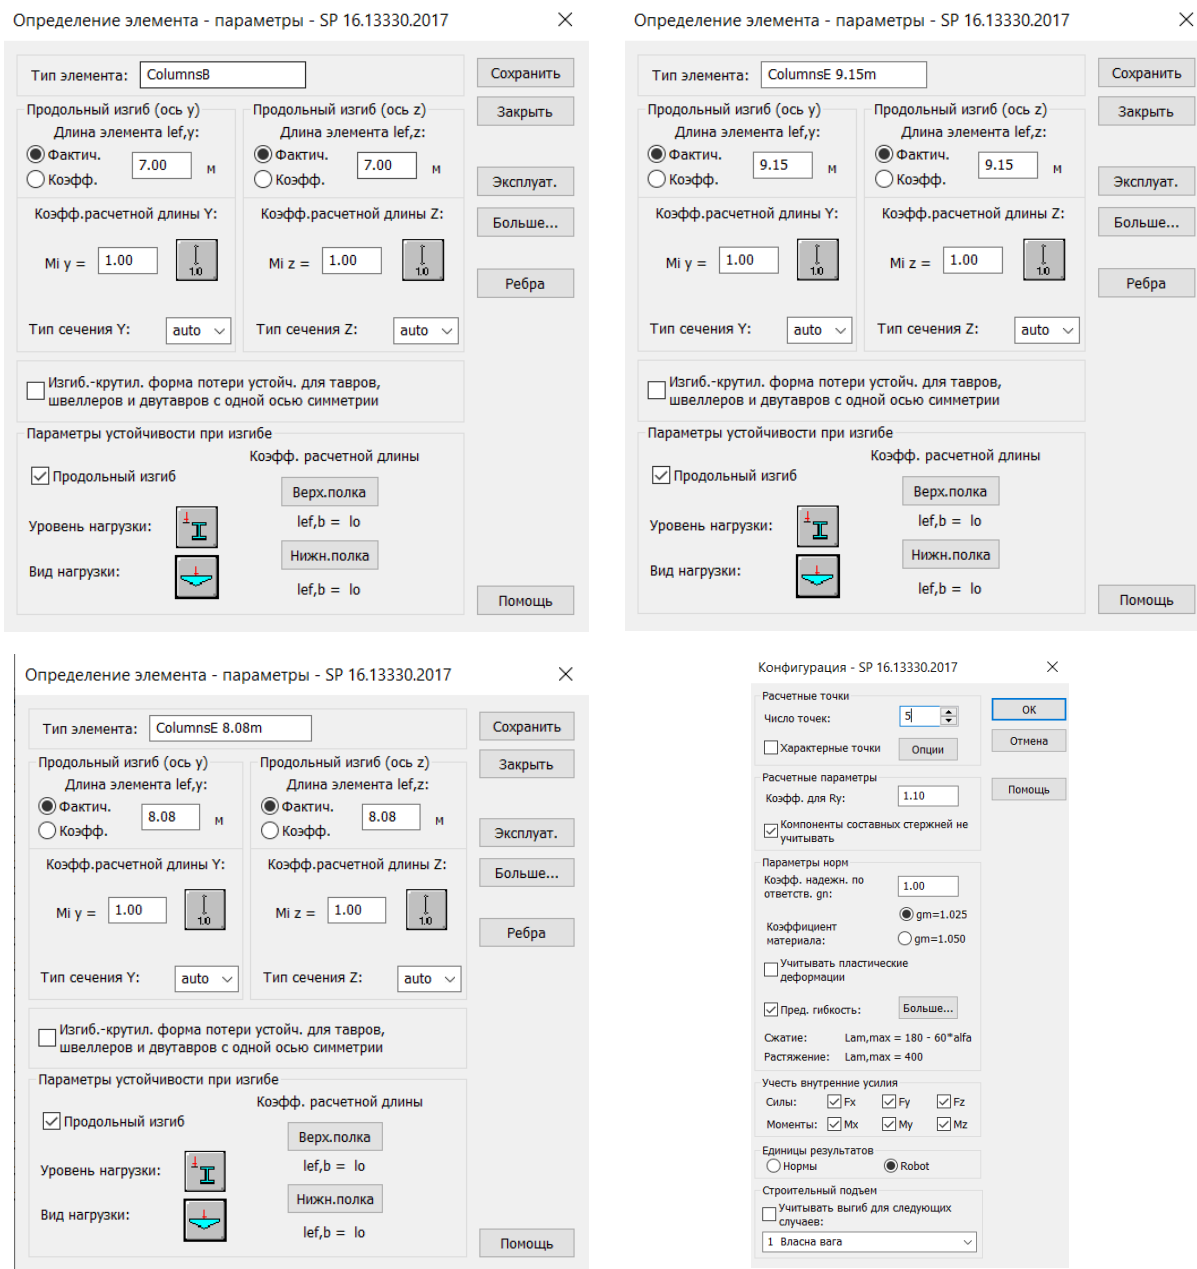 Определение элемента - параметры - SP 16.13330.2017
Тип элемента: ColumnsB
Сохранить
Продольный изгиб (ось y)
Продольный изгиб (ось z)
Закрыть
Длина элемента lef,y:
Длина элемента lef,z:
Фактич.
7.00
м
Фактич.
7.00
м
Коэфф.
Коэфф.
Эксплуат.
Коэфф.расчетной длины Y:
Коэфф.расчетной длины Z:
Больше...
Mi y = 1.00
1.0
Mi z = 1.00
1.0
Ребра
Тип сечения Y: auto
Тип сечения Z: auto
Изгиб.-крутил. форма потери устойч. для тавров,
швеллеров и двутавров с одной осью симметрии
Параметры устойчивости при изгибе
Коэфф. расчетной длины
Продольный изгиб
Верх.полка
Уровень нагрузки:
lef,b = lo
Нижн.полка
Вид нагрузки:
lef,b = lo
Помощь
Определение элемента - параметры - SP 16.13330.2017
Тип элемента: ColumnsE 9.15m
Сохранить
Продольный изгиб (ось y)
Продольный изгиб (ось z)
Закрыть
Длина элемента lef,y:
Длина элемента lef,z:
Фактич.
9.15
м
Фактич.
9.15
м
Коэфф.
Коэфф.
Эксплуат.
Коэфф.расчетной длины Y:
Коэфф.расчетной длины Z:
Больше...
Mi y = 1.00
1.0
Mi z = 1.00
1.0
Ребра
Тип сечения Y: auto
Тип сечения Z: auto
Изгиб.-крутил. форма потери устойч. для тавров,
швеллеров и двутавров с одной осью симметрии
Параметры устойчивости при изгибе
Коэфф. расчетной длины
Продольный изгиб
Верх.полка
Уровень нагрузки:
lef,b = lo
Нижн.полка
Вид нагрузки:
lef,b = lo
Помощь
Определение элемента - параметры - SP 16.13330.2017
Тип элемента: ColumnsE 8.08m
Сохранить
Продольный изгиб (ось y)
Продольный изгиб (ось z)
Закрыть
Длина элемента lef,y:
Длина элемента lef,z:
Фактич.
8.08
м
Фактич.
8.08
м
Коэфф.
Коэфф.
Эксплуат.
Коэфф.расчетной длины Y:
Коэфф.расчетной длины Z:
Больше...
Mi y = 1.00
1.0
Mi z = 1.00
1.0
Ребра
Тип сечения Y: auto
Тип сечения Z: auto
Изгиб.-крутил. форма потери устойч. для тавров,
швеллеров и двутавров с одной осью симметрии
Параметры устойчивости при изгибе
Коэфф. расчетной длины
Продольный изгиб
Верх.полка
Уровень нагрузки:
lef,b = lo
Нижн.полка
Вид нагрузки:
lef,b = lo
Помощь
Конфигурация - SP 16.13330.2017
Расчетные точки
Число точек: 5
ОК
Характерные точки
Опции
Отмена
Расчетные параметры
Коэфф. для Ry: 1.10
Помощь
Компоненты составных стержней не
учитывать
Параметры норм
Коэфф. надежн. по
ответств. gn:
1.00
Коэффициент
материала:
gm=1.025
gm=1.050
Учитывать пластические
деформации
Пред. гибкость: Больше...
Сжатие: Lam,max = 180 - 60*alfa
Растяжение: Lam,max = 400
Учесть внутренние усилия
Силы: Fx Fy Fz
Моменты: Mx My Mz
Единицы результатов
Нормы Robot
Строительный подъем
Учитывать выгиб для следующих
случаев:
1 Власна вага